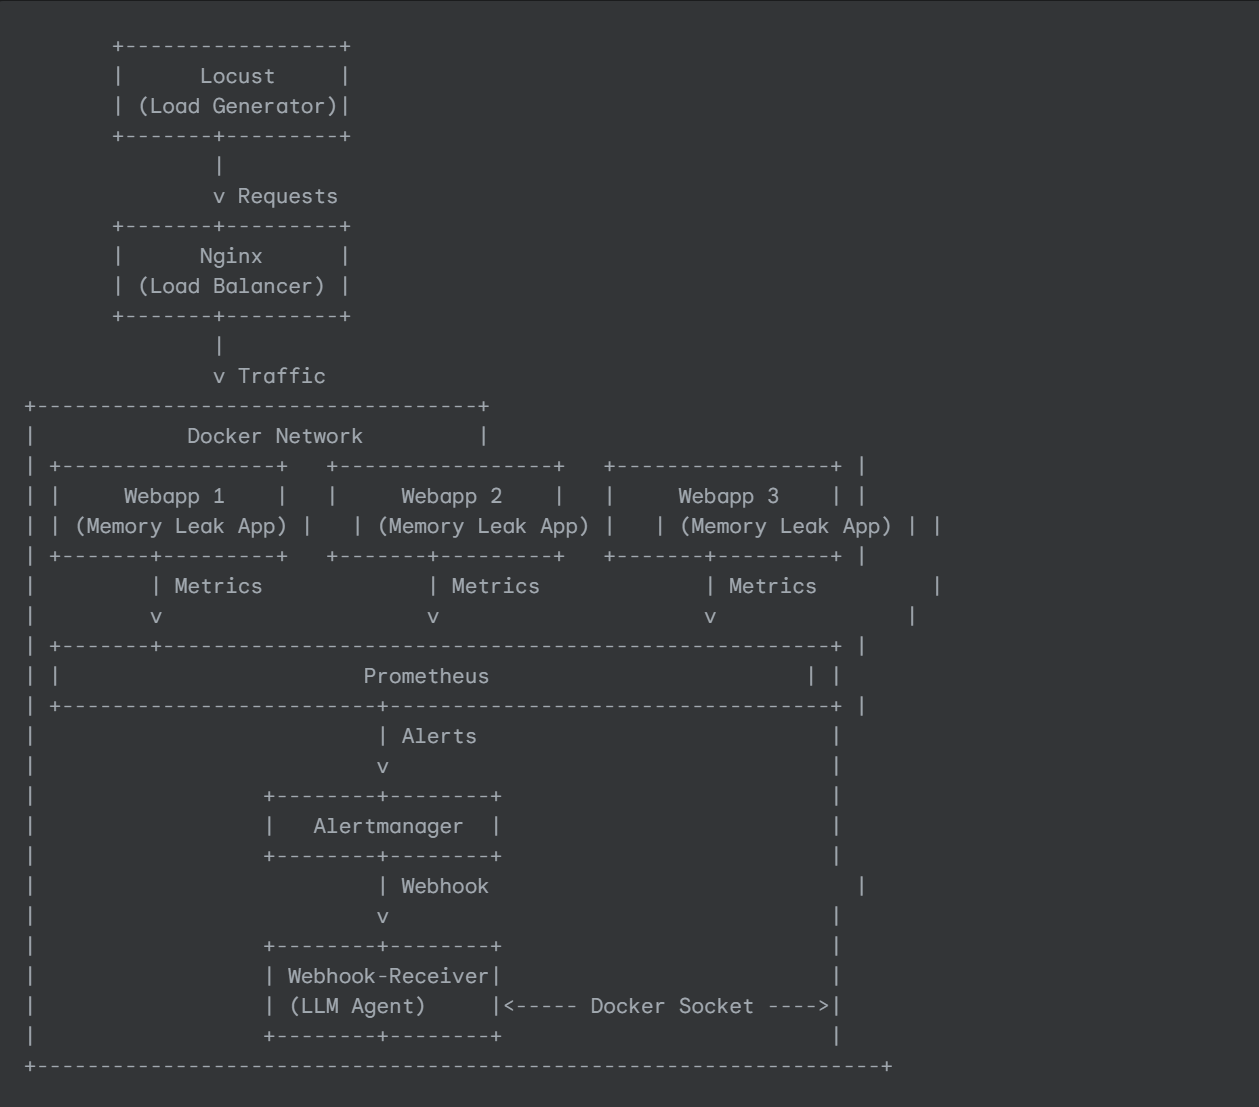 +-----------------+
|      Locust     |
| (Load Generator)|
+-------+---------+
|
v Requests
+-------+---------+
|      Nginx      |
| (Load Balancer) |
+-------+---------+
|
v Traffic
+-----------------------------------+
|            Docker Network         |
| +-----------------+   +-----------------+   +-----------------+ |
| |     Webapp 1    |   |     Webapp 2    |   |     Webapp 3    | |
| | (Memory Leak App) |   | (Memory Leak App) |   | (Memory Leak App) | |
| +-------+---------+   +-------+---------+   +-------+---------+ |
|         | Metrics             | Metrics             | Metrics         |
|         v                     v                     v               |
| +-------+-----------------------------------------------------+ |
| |                        Prometheus                         | |
| +-------------------------+-----------------------------------+ |
|                           | Alerts                            |
|                           v                                   |
|                  +--------+--------+                          |
|                  |   Alertmanager  |                          |
|                  +--------+--------+                          |
|                           | Webhook                             |
|                           v                                   |
|                  +--------+--------+                          |
|                  | Webhook-Receiver|                          |
|                  | (LLM Agent)     |<----- Docker Socket ---->|
|                  +--------+--------+                          |
+-------------------------------------------------------------------+